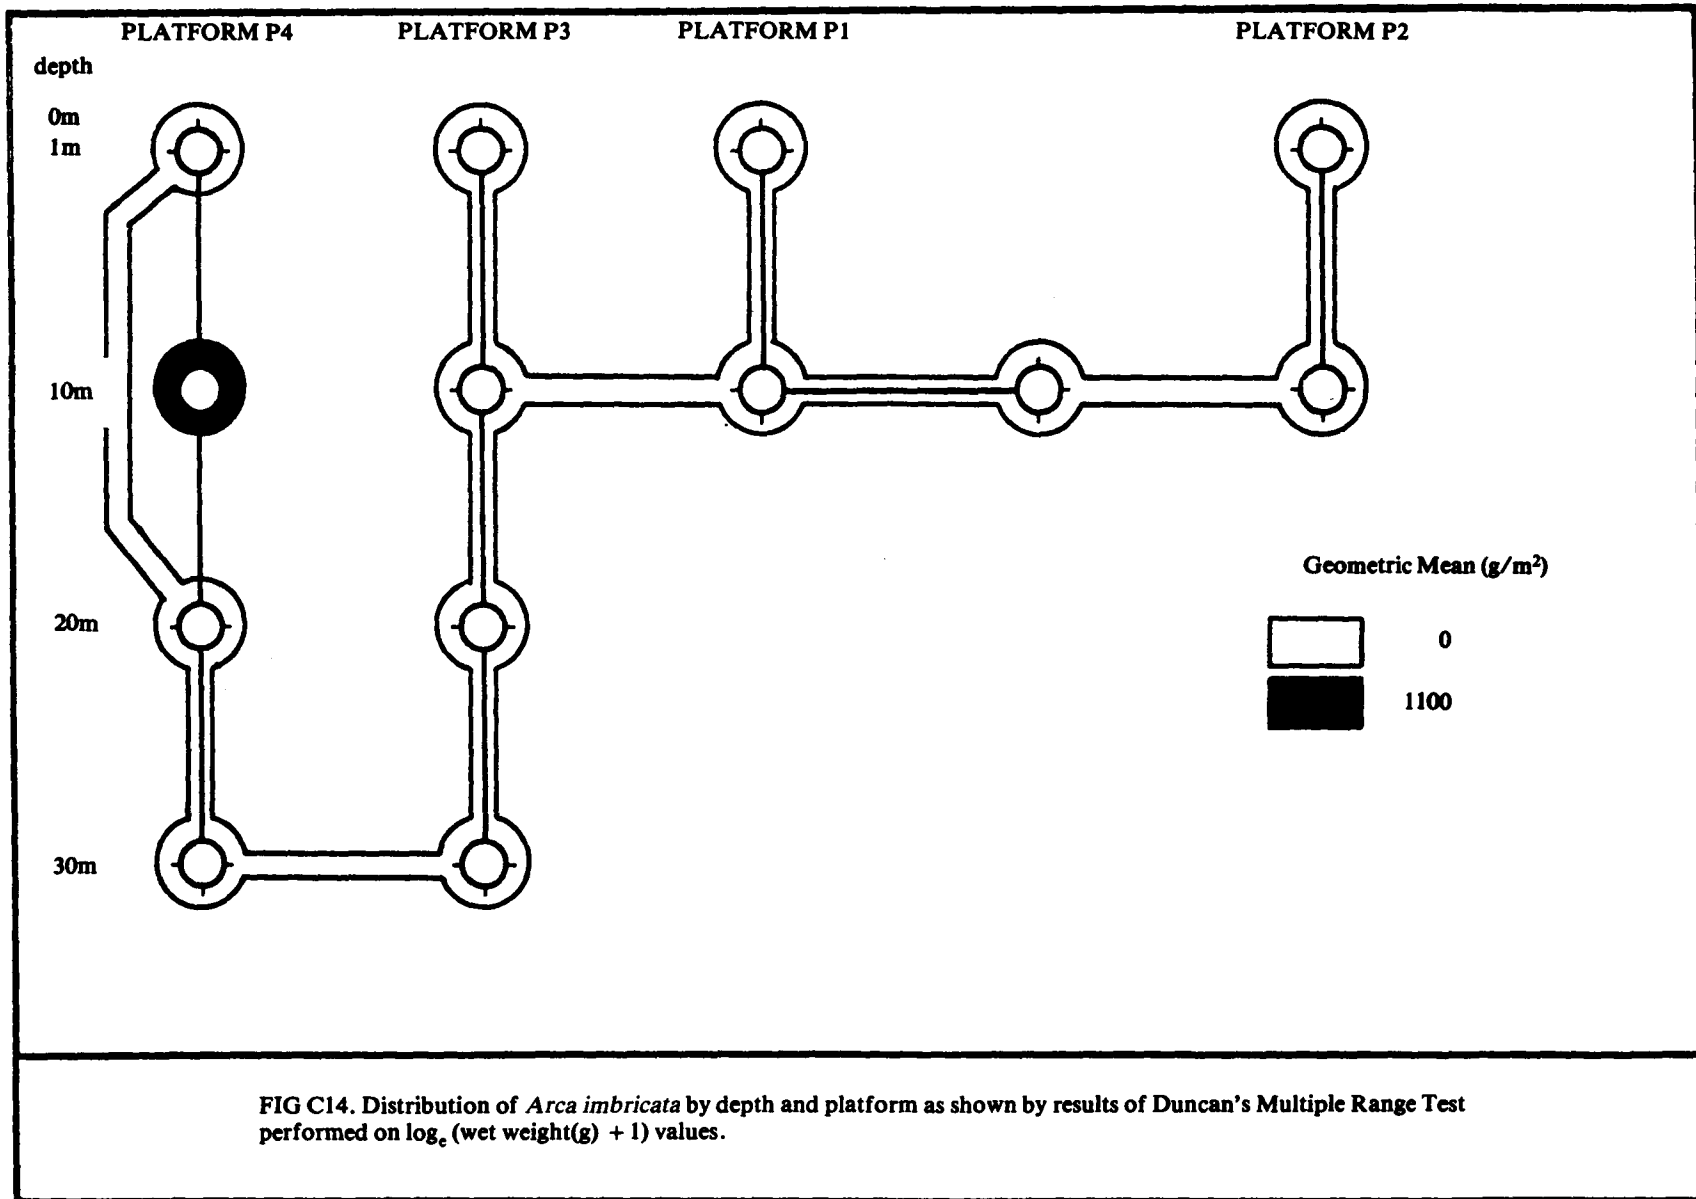 PLATFORM P4 PLATFORM P3 PLATFORM P1 PLATFORM P2
depth
0m
1m
10m
20m
30m
Geometric Mean (g/m²)
0
1100
FIG C14. Distribution of Arca imbricata by depth and platform as shown by results of Duncan's Multiple Range Test
performed on logₑ (wet weight(g) + 1) values.